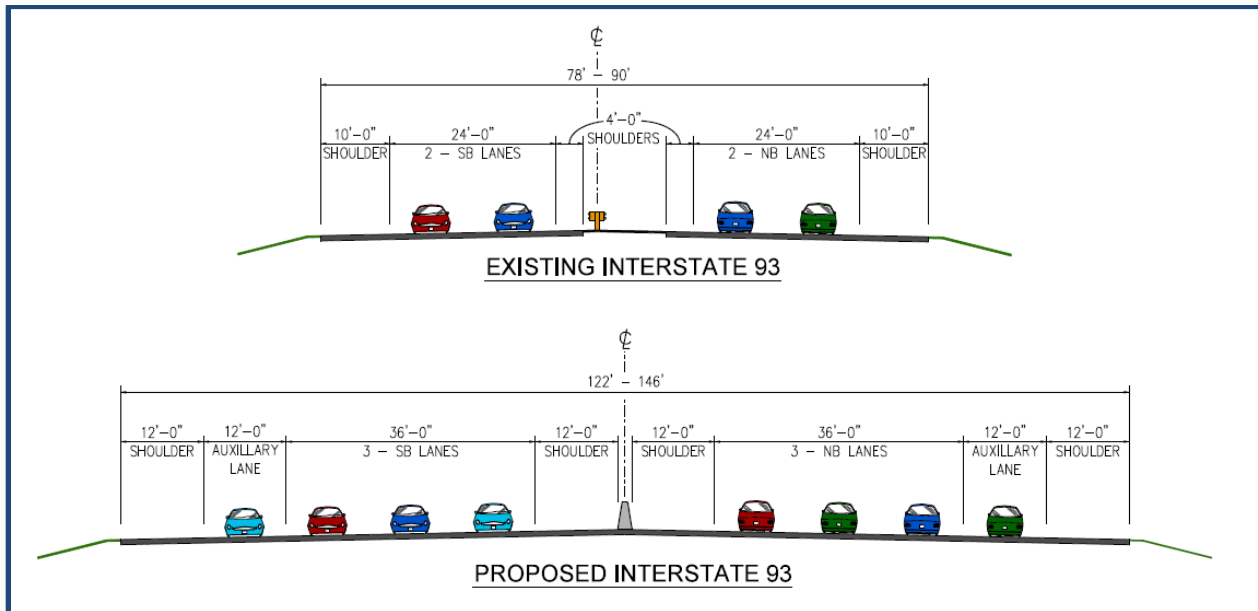 ℄
78' - 90'
4'-0"
SHOULDERS
10'-0"
SHOULDER
24'-0"
2 - SB LANES
24'-0"
2 - NB LANES
10'-0"
SHOULDER
EXISTING INTERSTATE 93
℄
122' - 146'
12'-0"
SHOULDER
12'-0"
AUXILLARY
LANE
36'-0"
3 - SB LANES
12'-0"
SHOULDER
12'-0"
SHOULDER
36'-0"
3 - NB LANES
12'-0"
AUXILLARY
LANE
12'-0"
SHOULDER
PROPOSED INTERSTATE 93